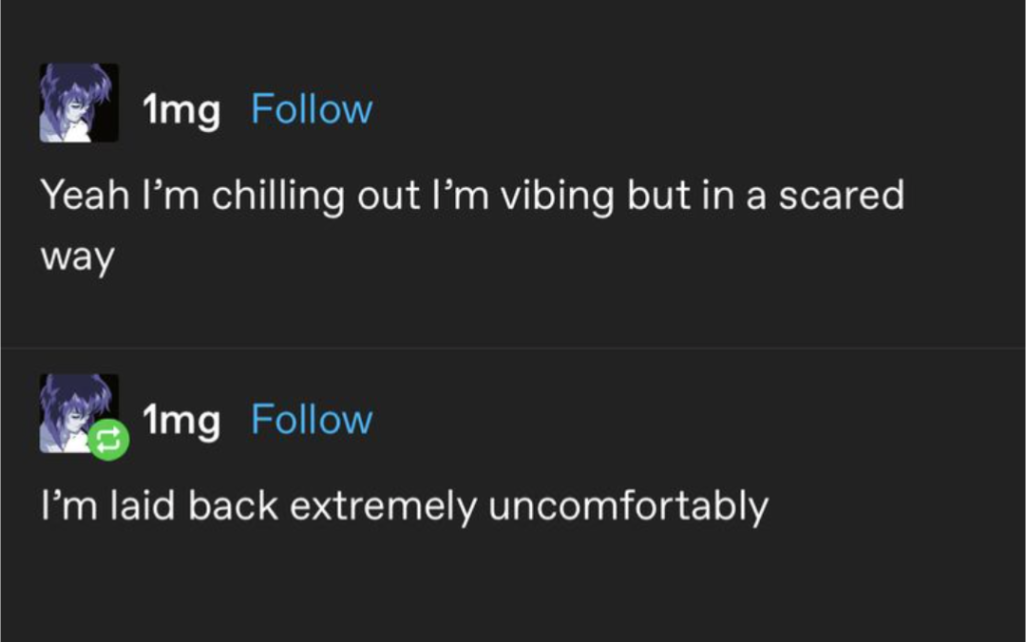 1mg Follow
Yeah I’m chilling out I’m vibing but in a scared
way
1mg Follow
I’m laid back extremely uncomfortably